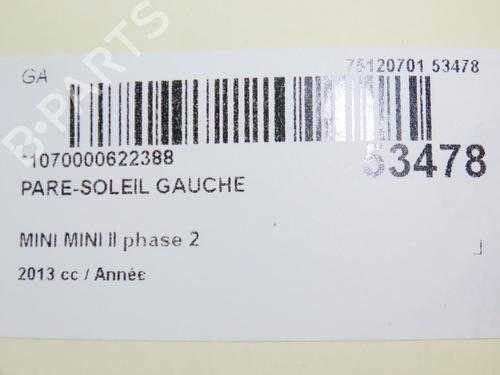 GA
75120701 53478
*1070000622388
53478
PARE-SOLEIL GAUCHE
MINI MINI II phase 2
2013 cc / Année
B-PARTS